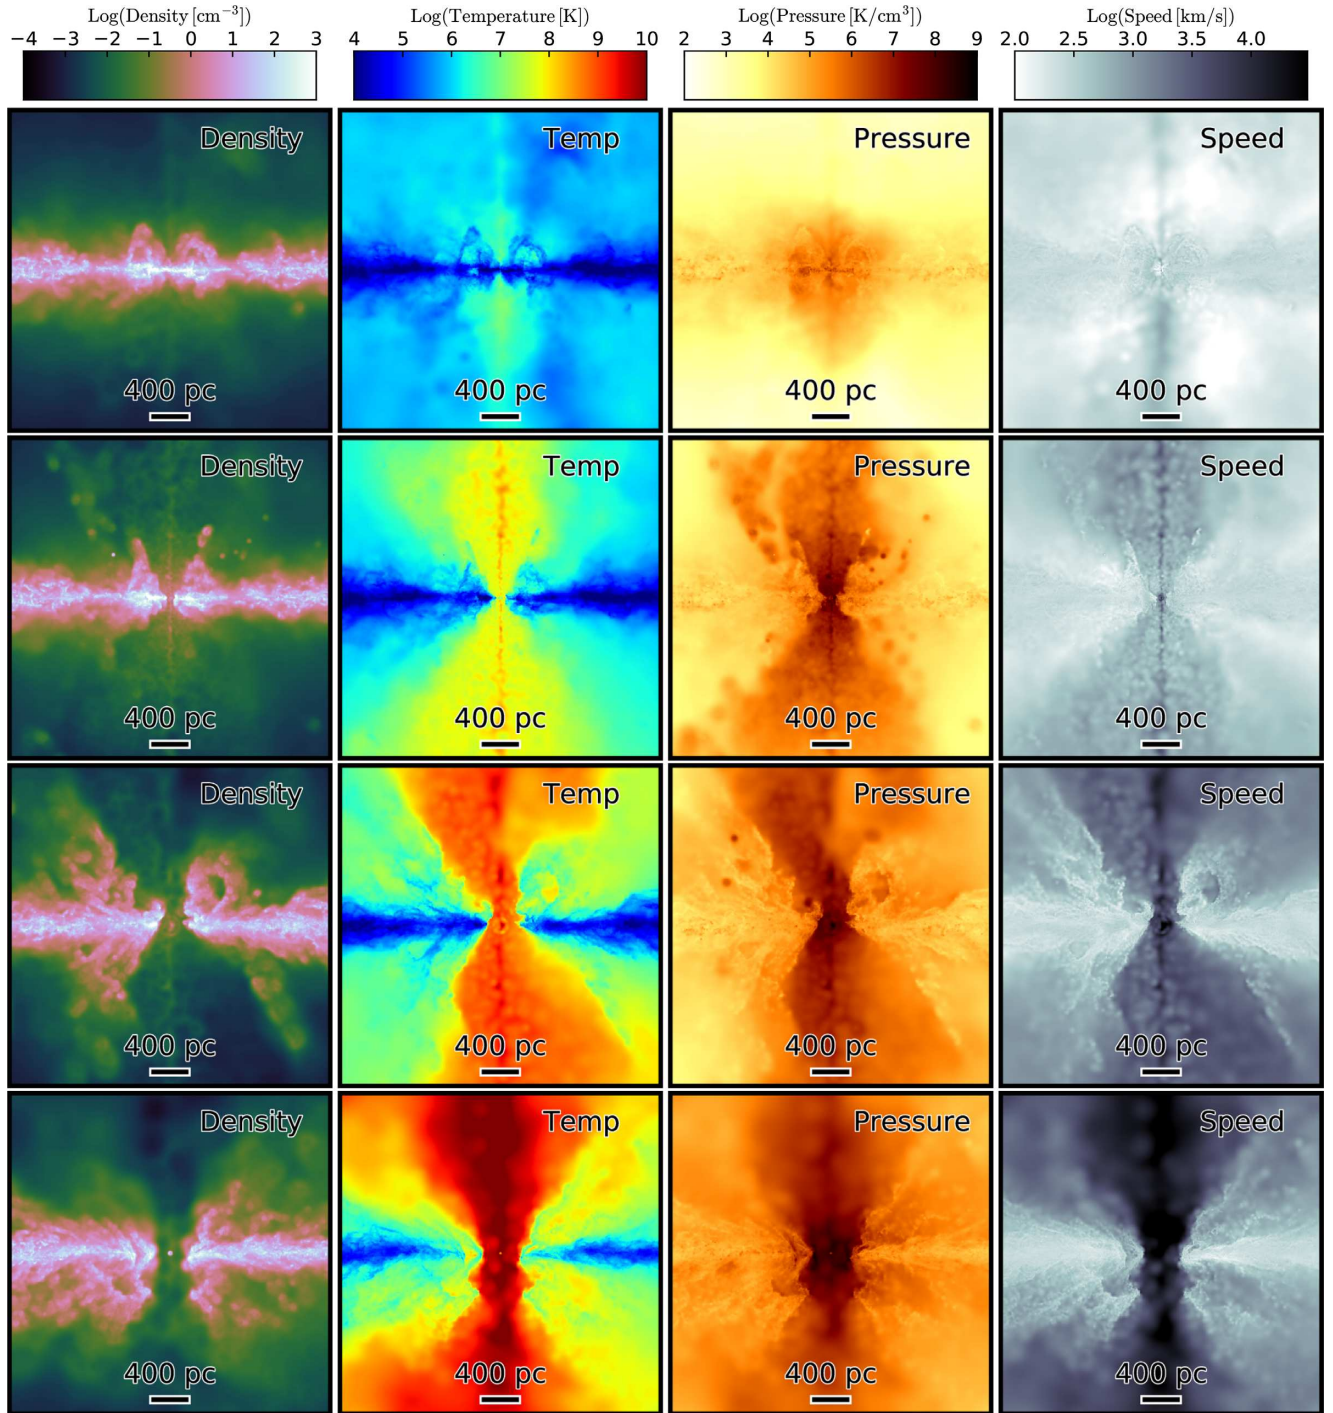 Log(Density [cm⁻³]) Log(Temperature [K]) Log(Pressure [K/cm³]) Log(Speed [km/s])
−4 −3 −2 −1 0 1 2 3 4 5 6 7 8 9 10 2 3 4 5 6 7 8 9 2.0 2.5 3.0 3.5 4.0
Density Temp Pressure Speed
400 pc 400 pc 400 pc 400 pc
Density Temp Pressure Speed
400 pc 400 pc 400 pc 400 pc
Density Temp Pressure Speed
400 pc 400 pc 400 pc 400 pc
Density Temp Pressure Speed
400 pc 400 pc 400 pc 400 pc